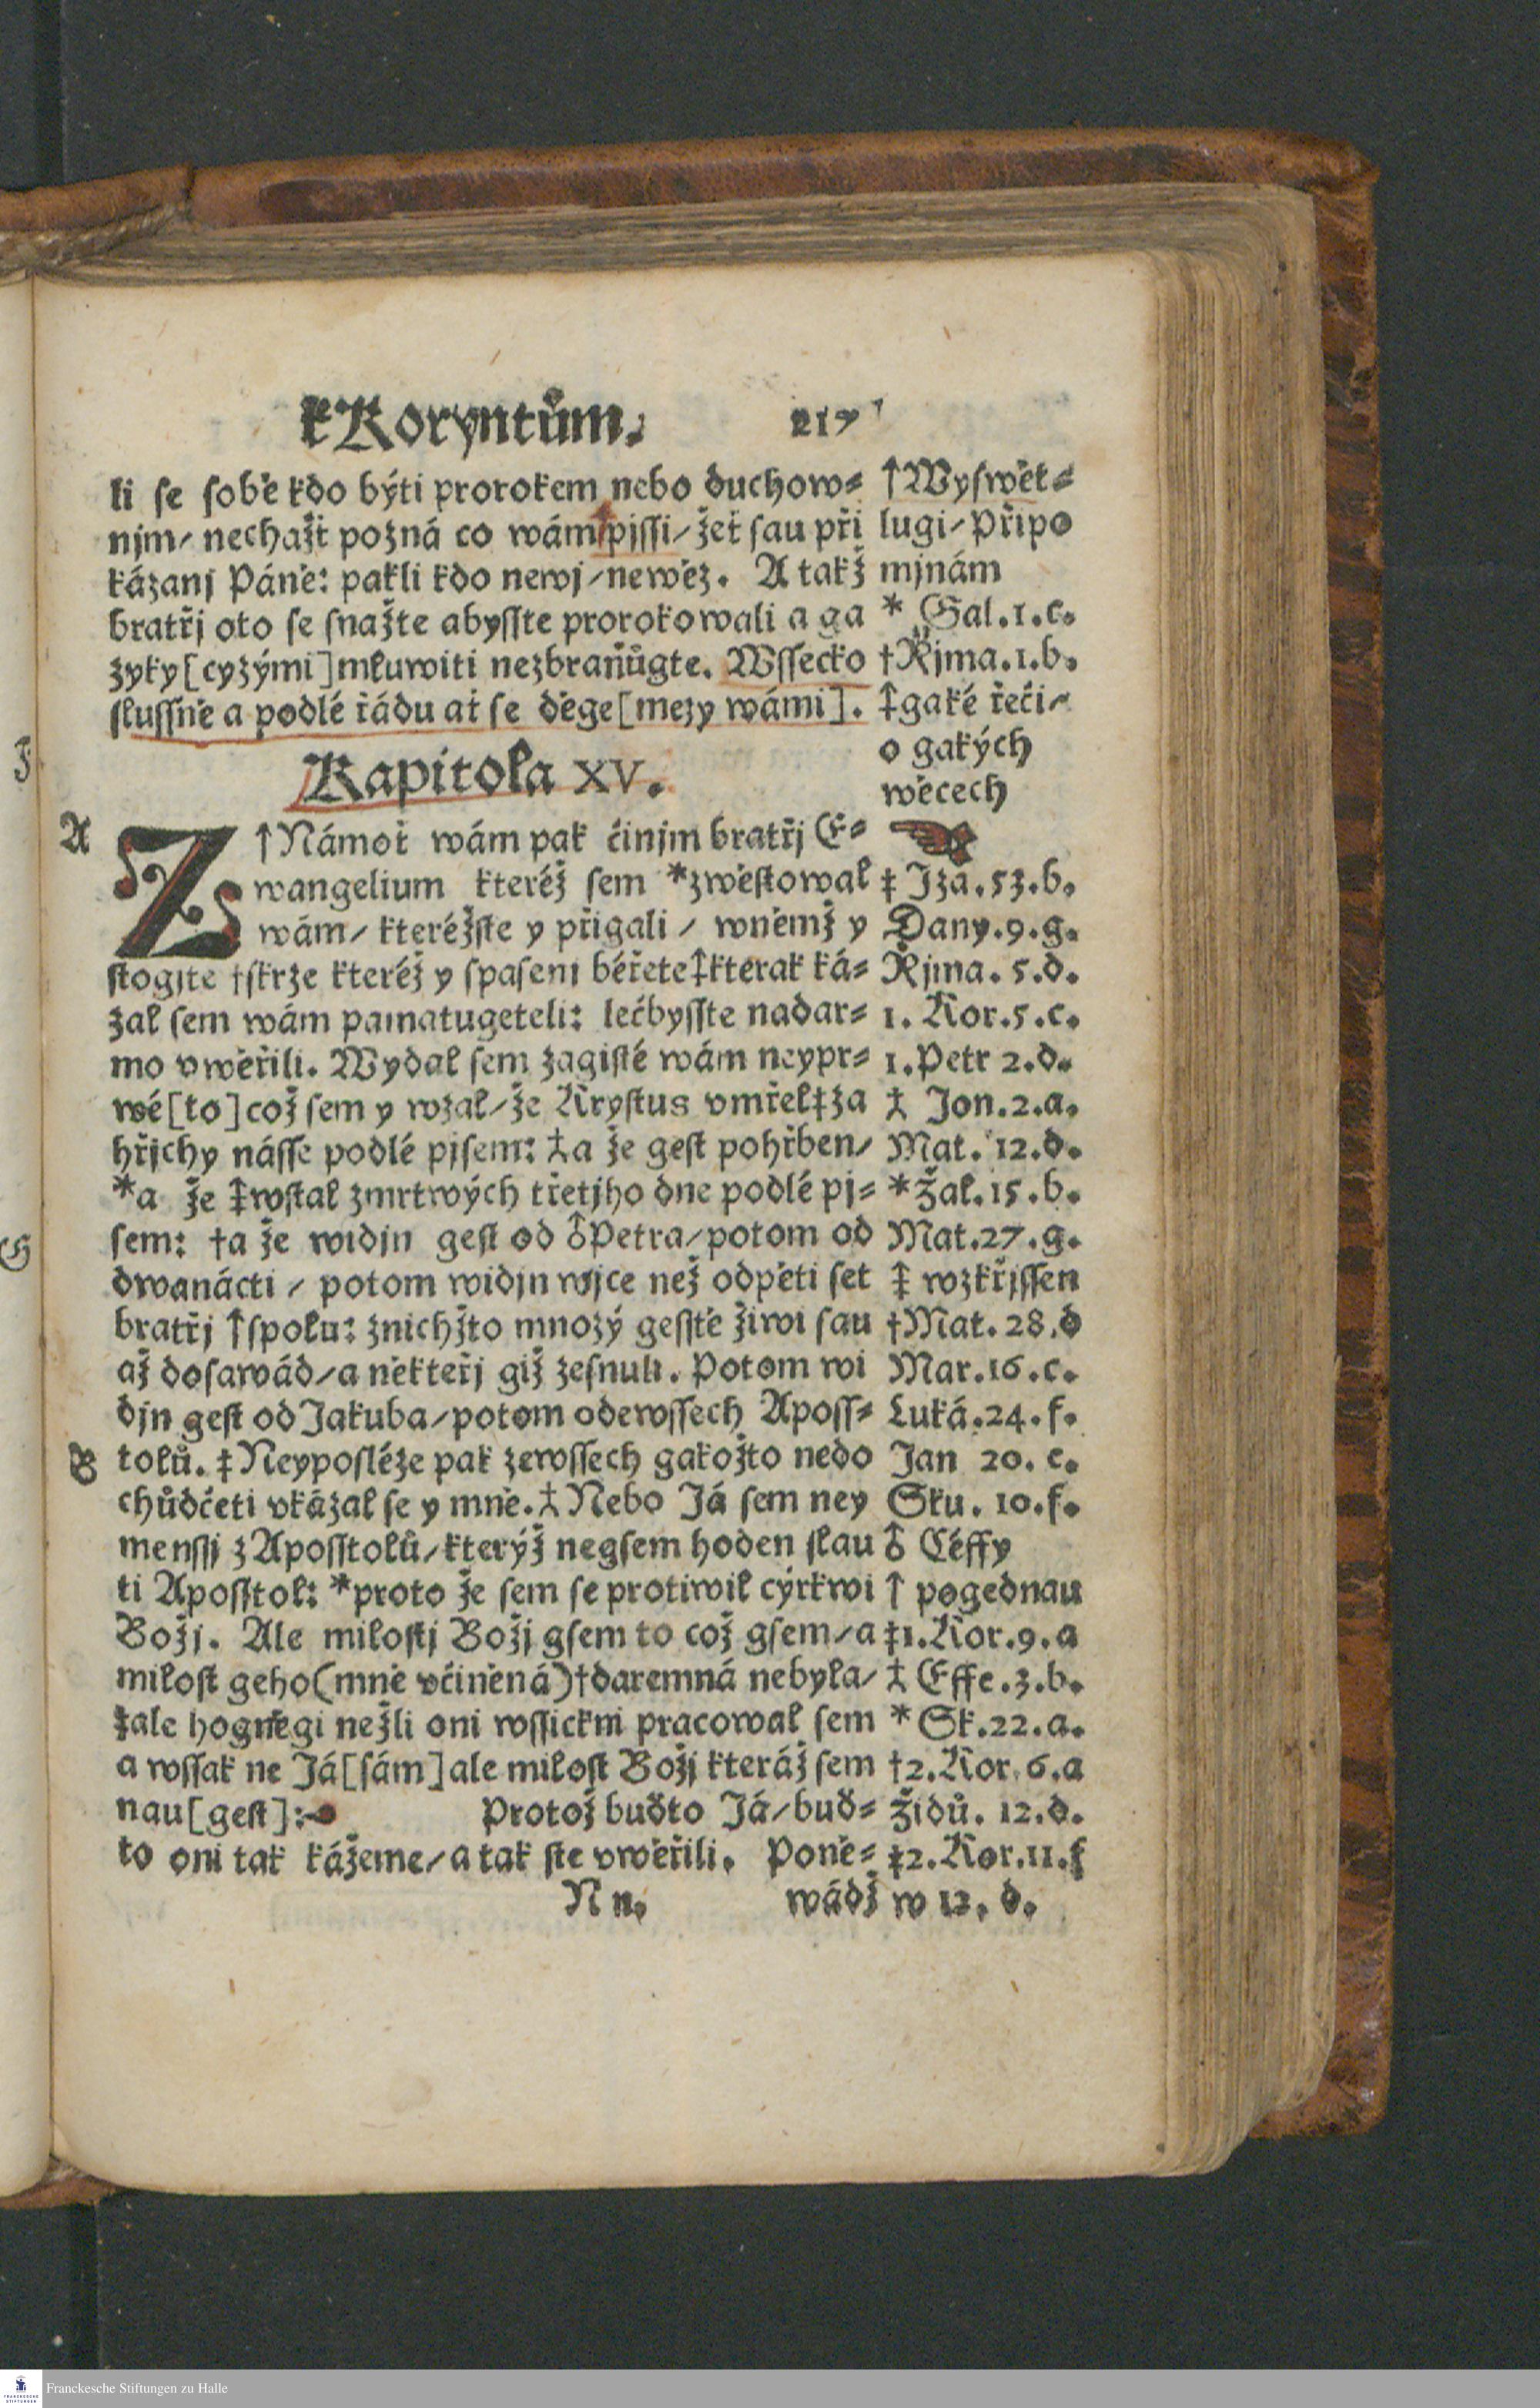 kKoryntům. 217
li se sobě kdo býti prorokem nebo duchow⸗
njm/ nechažť pozná co wám pjssi/ žeť sau při
kázanj Páně: pakli kdo newj/ newěz. A takž
bratřj oto se snažte abysste prorokowali a ga
zyky [cyzými] mluwiti nezbraňůgte. Wssecko
slussně a podlé řádu ať se děge [mezy wámi].
Kapitola XV.
A
Z ↑Námoť wám pak činjm bratřj E⸗
wangelium kteréž sem *zwěstowal
wám/ kteréžste y přigali/ wněmž y
stogjte †skrze kteréž y spasenj béřete ‡kterak ká⸗
zal sem wám pamatugeteli: lečbysste nadar⸗
mo vwěřili. Wydal sem zagisté wám neypr⸗
wé [to] což sem y wzal/ že Krystus vmřel ‡za
hřjchy násse podlé pjsem: ⁜a že gest pohřben/
*a že ‡wstal zmrtwých třetjho dne podlé pj⸗
sem: †a že widjn gest od ♁Petra/ potom od
dwanácti/ potom widjn wjce než odpěti set
bratřj ↑spolu: znichžto mnozý gesstě žiwi sau
až dosawád/ a někteřj giž zesnuli. Potom wi
djn gest od Jakuba/ potom odewssech Aposs⸗
B
tolů. ‡Neyposléze pak zewssech gakožto nedo
chůdčeti vkázal se y mně. ⁜Nebo Já sem ney
menssj z Aposstolů/ kterýž negsem hoden slau
ti Aposstol: *proto že sem se protiwil cýrkwi
Božj. Ale milostj Božj gsem to což gsem/ a
milost geho (mně včiněná) †daremná nebyla/
‡ale hogněgi nežli oni wssickni pracowal sem
a wssak ne Já [sám] ale milost Božj kteráž sem
nau [gest]: Protož buďto Já/ buď⸗
to oni tak kážeme/ a tak ste vwěřili. Poně⸗
N n. wádž
↑Wyswět⸗
lugi/ Připo
mjnám
* Gal.1.c.
†Řjma.1.b.
‡gaké řeči/
o gakých
wěcech
‡ Iza.53.b.
Dany.9.g.
Řjma. 5.d.
1. Kor.5.c.
1.Petr 2.d.
⁜ Jon.2.a.
Mat. 12.d.
*Žal.15.b.
Mat.27.g.
‡ wzkřjssen
†Mat. 28.d
Mar.16.c.
Luká.24.f.
Jan 20. c.
Sku. 10.f.
♁ Céffy
↑ pogednau
‡1.Kor.9.a
⁜ Effe.3.b.
* Sk.22.a.
†2.Kor.6.a
Židů. 12.d.
‡2.Kor.11.f
w 12. d.
J
G
Franckesche Stiftungen zu Halle